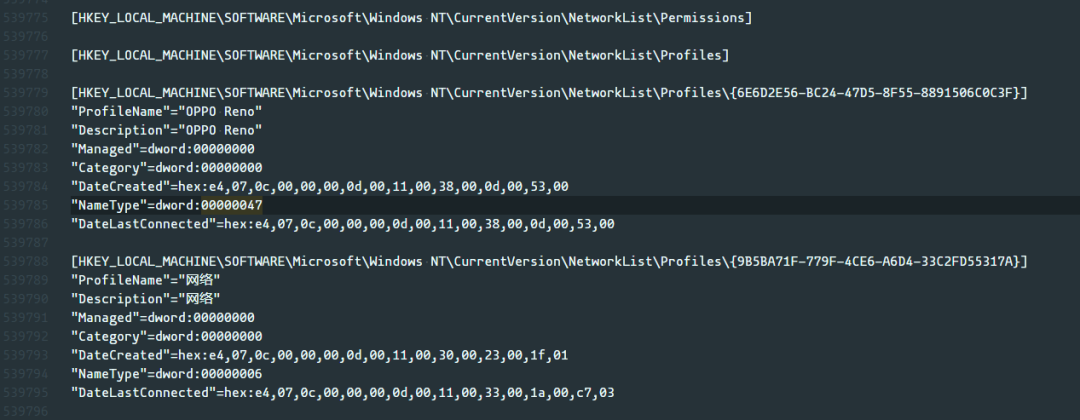 539775 [HKEY_LOCAL_MACHINE\SOFTWARE\Microsoft\Windows NT\CurrentVersion\NetworkList\Permissions]
539776
539777 [HKEY_LOCAL_MACHINE\SOFTWARE\Microsoft\Windows NT\CurrentVersion\NetworkList\Profiles]
539778
539779 [HKEY_LOCAL_MACHINE\SOFTWARE\Microsoft\Windows NT\CurrentVersion\NetworkList\Profiles\{6E6D2E56-BC24-47D5-8F55-8891506C0C3F}]
539780 "ProfileName"="OPPO Reno"
539781 "Description"="OPPO Reno"
539782 "Managed"=dword:00000000
539783 "Category"=dword:00000000
539784 "DateCreated"=hex:e4,07,0c,00,00,00,0d,00,11,00,38,00,0d,00,53,00
539785 "NameType"=dword:00000047
539786 "DateLastConnected"=hex:e4,07,0c,00,00,00,0d,00,11,00,38,00,0d,00,53,00
539787
539788 [HKEY_LOCAL_MACHINE\SOFTWARE\Microsoft\Windows NT\CurrentVersion\NetworkList\Profiles\{9B5BA71F-779F-4CE6-A6D4-33C2FD55317A}]
539789 "ProfileName"="网络"
539790 "Description"="网络"
539791 "Managed"=dword:00000000
539792 "Category"=dword:00000000
539793 "DateCreated"=hex:e4,07,0c,00,00,00,0d,00,11,00,30,00,23,00,1f,01
539794 "NameType"=dword:00000006
539795 "DateLastConnected"=hex:e4,07,0c,00,00,00,0d,00,11,00,33,00,1a,00,c7,03
539796